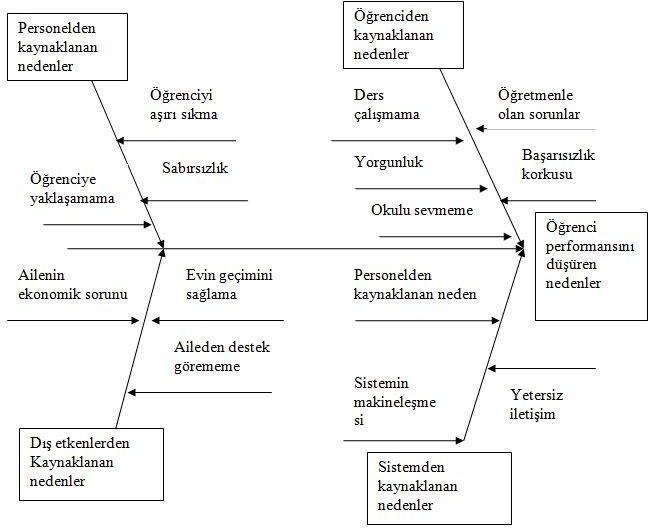 Personelden
kaynaklanan
nedenler
Öğrenciden
kaynaklanan
nedenler
Öğrenciyi
aşırı sıkma
Sabırsızlık
Öğrenciye
yaklaşamama
Ders
çalışmama
Öğretmenle
olan sorunlar
Yorgunluk
Başarısızlık
korkusu
Okulu sevmeme
Öğrenci
performansını
düşüren
nedenler
Ailenin
ekonomik sorunu
Evin geçimini
sağlama
Aileden destek
görememe
Personelden
kaynaklanan neden
Sistemin
makineleşme
si
Yetersiz
iletişim
Dış etkenlerden
Kaynaklanan
nedenler
Sistemden
kaynaklanan
nedenler